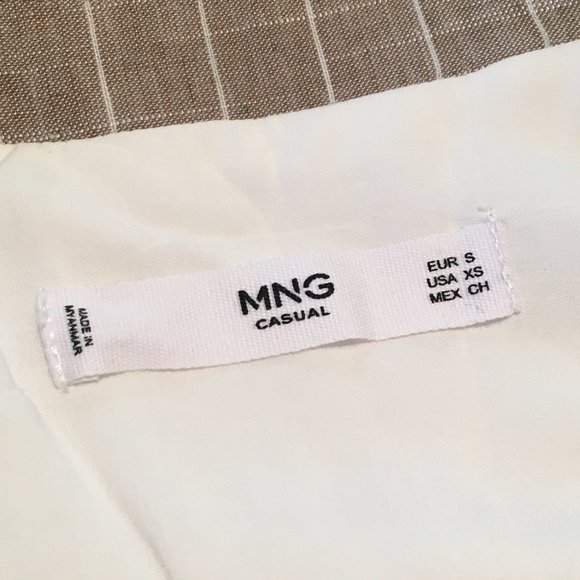 MADE IN
MYANMAR
MNG
CASUAL
EUR S
USA XS
MEX CH